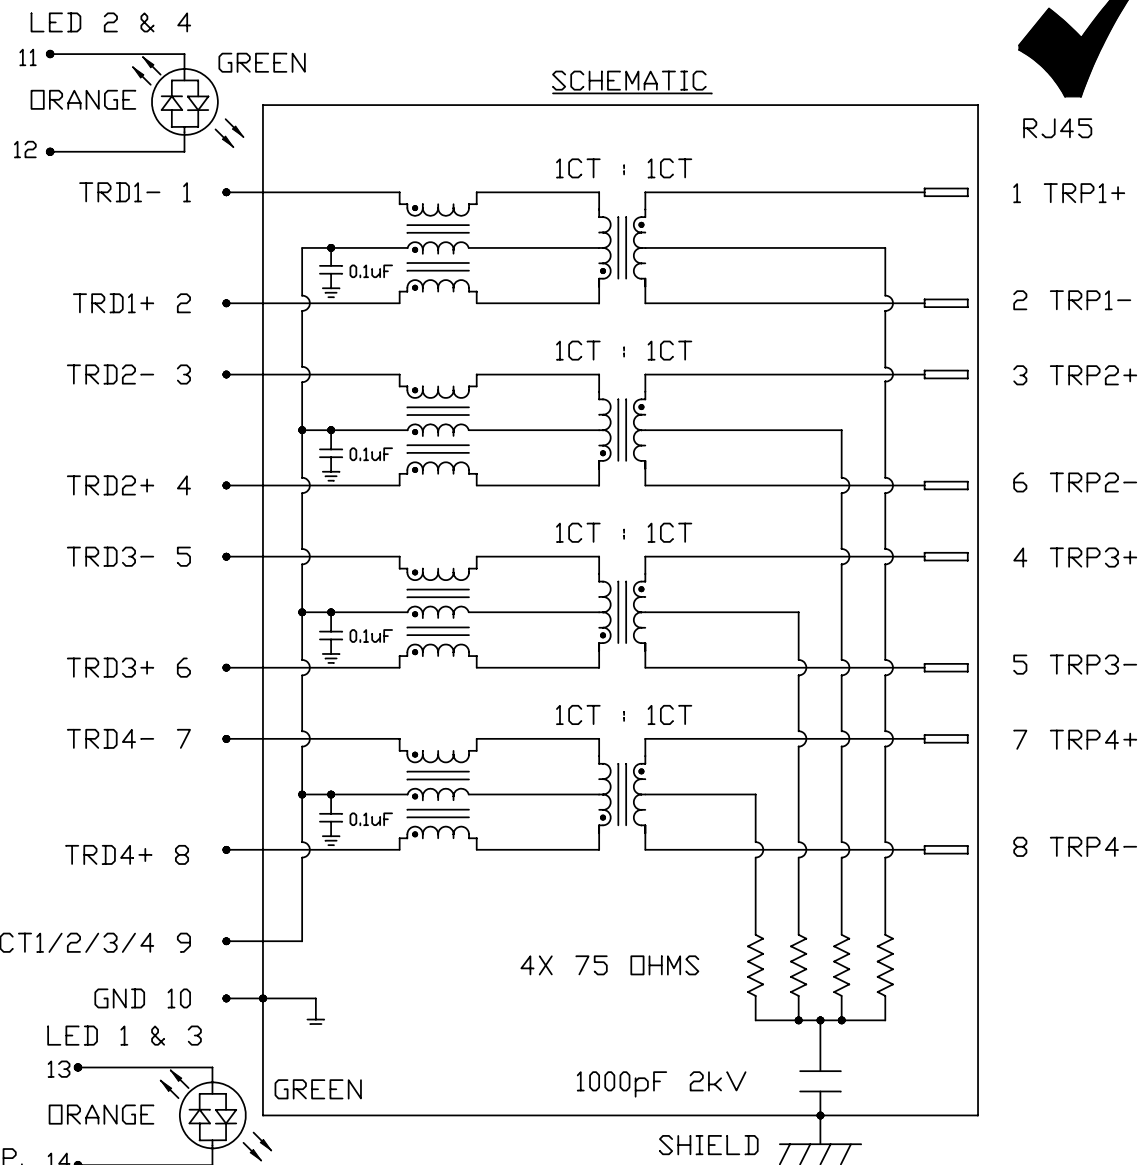 LED 2 & 4
11
GREEN
ORANGE
12
SCHEMATIC
RJ45
1CT : 1CT
TRD1- 1
1 TRP1+
0.1uF
TRD1+ 2
2 TRP1-
1CT : 1CT
TRD2- 3
3 TRP2+
0.1uF
TRD2+ 4
6 TRP2-
1CT : 1CT
TRD3- 5
4 TRP3+
0.1uF
TRD3+ 6
5 TRP3-
1CT : 1CT
TRD4- 7
7 TRP4+
0.1uF
TRD4+ 8
8 TRP4-
CT1/2/3/4 9
4X 75 OHMS
GND 10
LED 1 & 3
13
GREEN
ORANGE
1000pF 2kV
SHIELD
P. 14